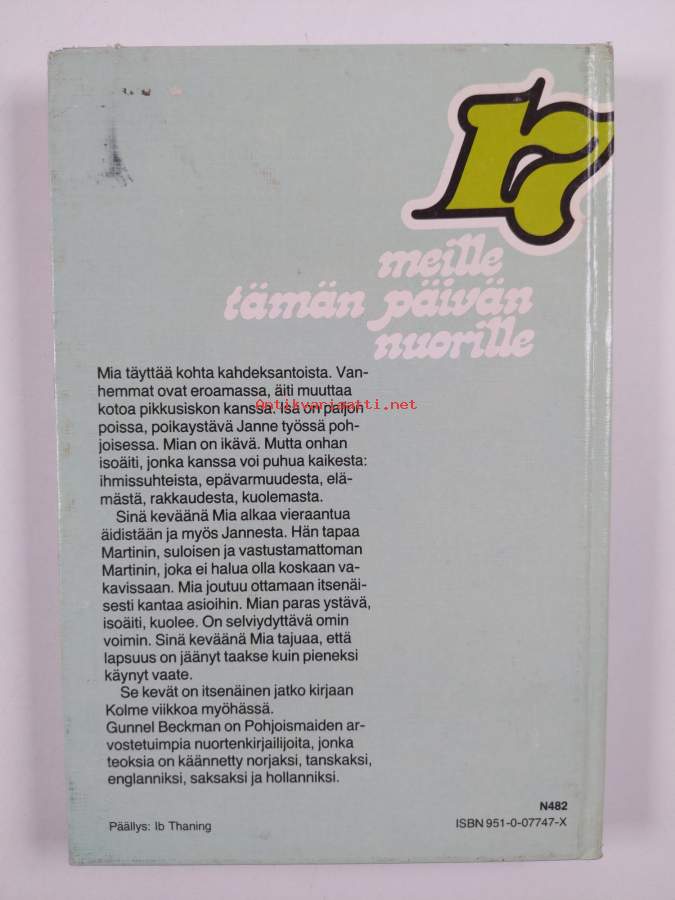 17
meille
tämän päivän
nuorille
Mia täyttää kohta kahdeksantoista. Van-
hemmat ovat eroamassa, äiti muuttaa
kotoa pikkusiskon kanssa. Isä on paljon
Antikvariaatti.net
poissa, poikaystävä Janne työssä poh-
joisessa. Mian on ikävä. Mutta onhan
isoäiti, jonka kanssa voi puhua kaikesta:
ihmissuhteista, epävarmuudesta, elä-
mästä, rakkaudesta, kuolemasta.
Sinä keväänä Mia alkaa vieraantua
äidistään ja myös Jannesta. Hän tapaa
Martinin, suloisen ja vastustamattoman
Martinin, joka ei halua olla koskaan va-
kavissaan. Mia joutuu ottamaan itsenäi-
sesti kantaa asioihin. Mian paras ystävä,
isoäiti, kuolee. On selviydyttävä omin
voimin. Sinä keväänä Mia tajuaa, että
lapsuus on jäänyt taakse kuin pieneksi
käynyt vaate.
Se kevät on itsenäinen jatko kirjaan
Kolme viikkoa myöhässä.
Gunnel Beckman on Pohjoismaiden ar-
vostetuimpia nuortenkirjailijoita, jonka
teoksia on käännetty norjaksi, tanskaksi,
englanniksi, saksaksi ja hollanniksi.
N482
Päällys: Ib Thaning
ISBN 951-0-07747-X